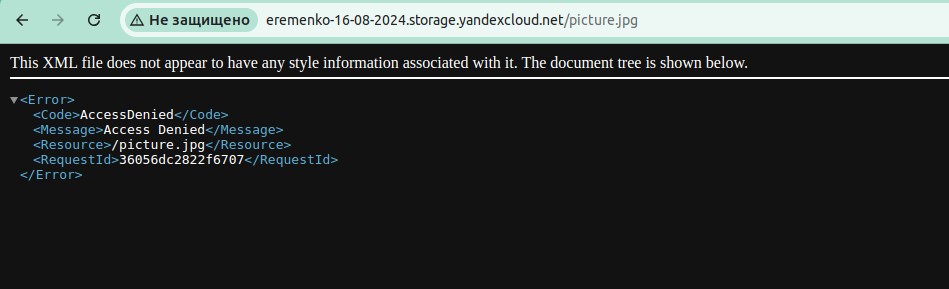 Не защищено eremenko-16-08-2024.storage.yandexcloud.net/picture.jpg
This XML file does not appear to have any style information associated with it. The document tree is shown below.
▼<Error>
<Code>AccessDenied</Code>
<Message>Access Denied</Message>
<Resource>/picture.jpg</Resource>
<RequestId>36056dc2822f6707</RequestId>
</Error>